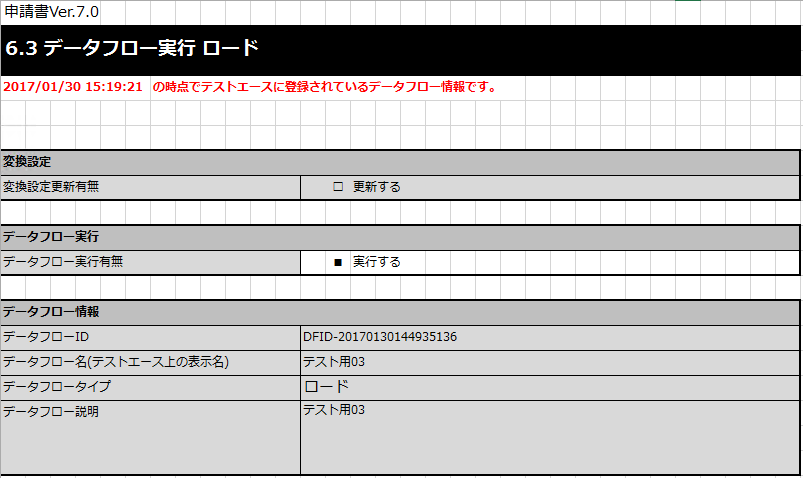 申請書Ver.7.0
6.3 データフロー実行 ロード
2017/01/30 15:19:21 の時点でテストエースに登録されているデータフロー情報です。
変換設定
変換設定更新有無 □ 更新する
データフロー実行
データフロー実行有無 ■ 実行する
データフロー情報
データフローID DFID-20170130144935136
データフロー名(テストエース上の表示名) テスト用03
データフロータイプ ロード
データフロー説明 テスト用03